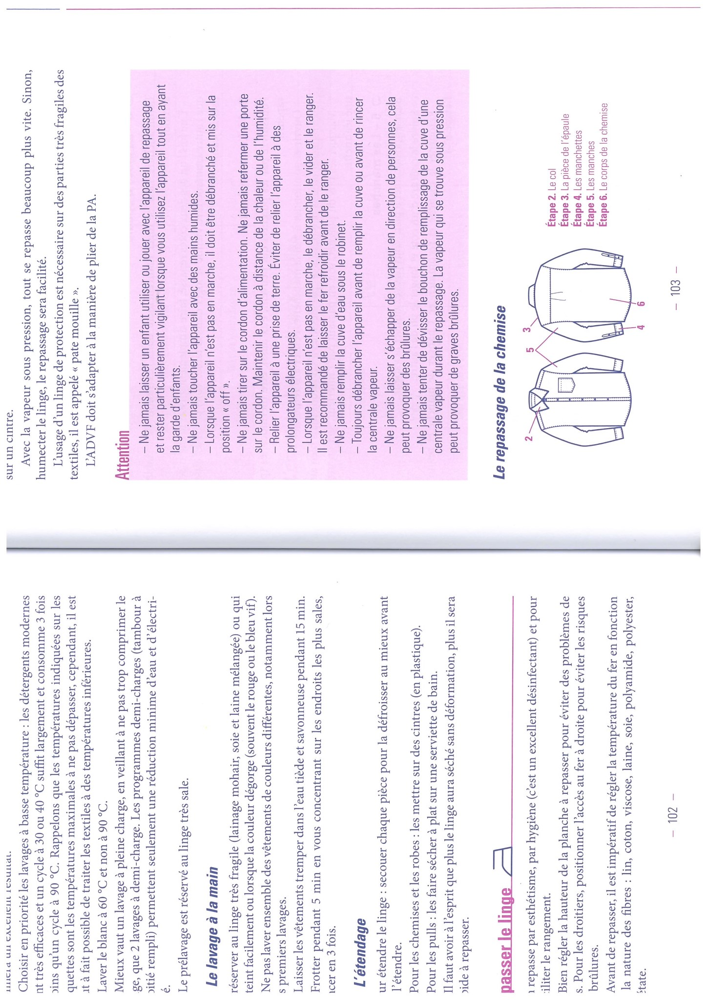 Choisir en priorité les lavages à basse température : les détergents modernes
nt très efficaces et un cycle à 30 ou 40 °C suffit largement et consomme 3 fois
oins qu'un cycle à 90 °C. Rappelons que les températures indiquées sur les
quettes sont les températures maximales à ne pas dépasser, cependant, il est
ut à fait possible de traiter les textiles à des températures inférieures.
Laver le blanc à 60 °C et non à 90 °C.
Mieux vaut un lavage à pleine charge, en veillant à ne pas trop comprimer le
ge, que 2 lavages à demi-charge. Les programmes demi-charges (tambour à
oitié rempli) permettent seulement une réduction minime d'eau et d'électri-
é.
Le prélavage est réservé au linge très sale.
Le lavage à la main
réserver au linge très fragile (lainage mohair, soie et laine mélangée) ou qui
teint facilement ou lorsque la couleur dégorge (souvent le rouge ou le bleu vif).
Ne pas laver ensemble des vêtements de couleurs différentes, notamment lors
s premiers lavages.
Laisser les vêtements tremper dans l'eau tiède et savonneuse pendant 15 min.
Frotter pendant 5 min en vous concentrant sur les endroits les plus sales,
ncer en 3 fois.
L'étendage
ur étendre le linge : secouer chaque pièce pour la défroisser au mieux avant
l'étendre.
Pour les chemises et les robes : les mettre sur des cintres (en plastique).
Pour les pulls : les faire sécher à plat sur une serviette de bain.
Il faut avoir à l'esprit que plus le linge aura séché sans déformation, plus il sera
pide à repasser.
passer le linge
n repasse par esthétisme, par hygiène (c'est un excellent désinfectant) et pour
ciliter le rangement.
Bien régler la hauteur de la planche à repasser pour éviter des problèmes de
s. Pour les droitiers, positionner l'accès au fer à droite pour éviter les risques
brûlures.
Avant de repasser, il est impératif de régler la température du fer en fonction
la nature des fibres : lin, coton, viscose, laine, soie, polyamide, polyester,
étate.
– 102 –
sur un cintre.
Avec la vapeur sous pression, tout se repasse beaucoup plus vite. Sinon,
humecter le linge, le repassage sera facilité.
L'usage d'un linge de protection est nécessaire sur des parties très fragiles des
textiles, il est appelé « pate mouille ».
L'ADVF doit s'adapter à la manière de plier de la PA.
Attention
– Ne jamais laisser un enfant utiliser ou jouer avec l'appareil de repassage
et rester particulièrement vigilant lorsque vous utilisez l'appareil tout en ayant
la garde d'enfants.
– Ne jamais toucher l'appareil avec des mains humides.
– Lorsque l'appareil n'est pas en marche, il doit être débranché et mis sur la
position « off ».
– Ne jamais tirer sur le cordon d'alimentation. Ne jamais refermer une porte
sur le cordon. Maintenir le cordon à distance de la chaleur ou de l'humidité.
– Relier l'appareil à une prise de terre. Éviter de relier l'appareil à des
prolongateurs électriques.
– Lorsque l'appareil n'est pas en marche, le débrancher, le vider et le ranger.
Il est recommandé de laisser le fer refroidir avant de le ranger.
– Ne jamais remplir la cuve d'eau sous le robinet.
– Toujours débrancher l'appareil avant de remplir la cuve ou avant de rincer
la centrale vapeur.
– Ne jamais laisser s'échapper de la vapeur en direction de personnes, cela
peut provoquer des brûlures.
– Ne jamais tenter de dévisser le bouchon de remplissage de la cuve d'une
centrale vapeur durant le repassage. La vapeur qui se trouve sous pression
peut provoquer de graves brûlures.
Le repassage de la chemise
2
5
3
4
6
Étape 2. Le col
Étape 3. La pièce de l'épaule
Étape 4. Les manchettes
Étape 5. Les manches
Étape 6. Le corps de la chemise
– 103 –